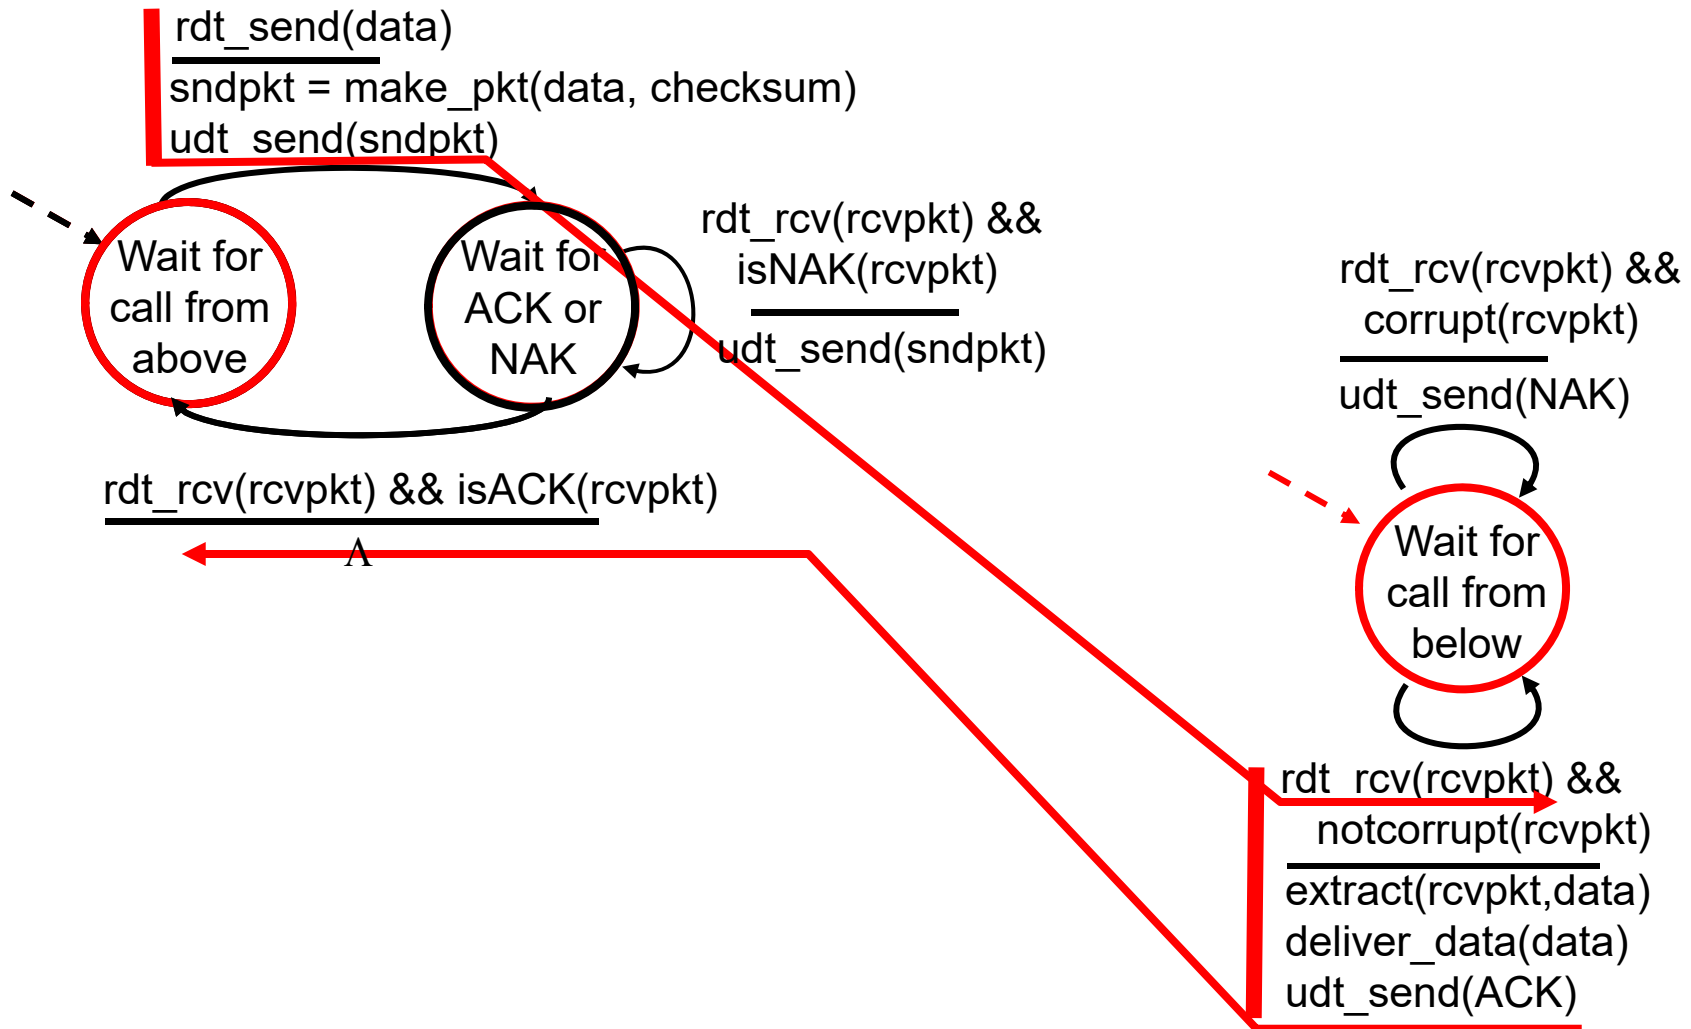 rdt_send(data)
sndpkt = make_pkt(data, checksum)
udt_send(sndpkt)
Wait for
call from
above
Wait for
ACK or
NAK
rdt_rcv(rcvpkt) &&
isNAK(rcvpkt)
udt_send(sndpkt)
rdt_rcv(rcvpkt) && isACK(rcvpkt)
Λ
rdt_rcv(rcvpkt) &&
corrupt(rcvpkt)
udt_send(NAK)
Wait for
call from
below
rdt_rcv(rcvpkt) &&
notcorrupt(rcvpkt)
extract(rcvpkt,data)
deliver_data(data)
udt_send(ACK)